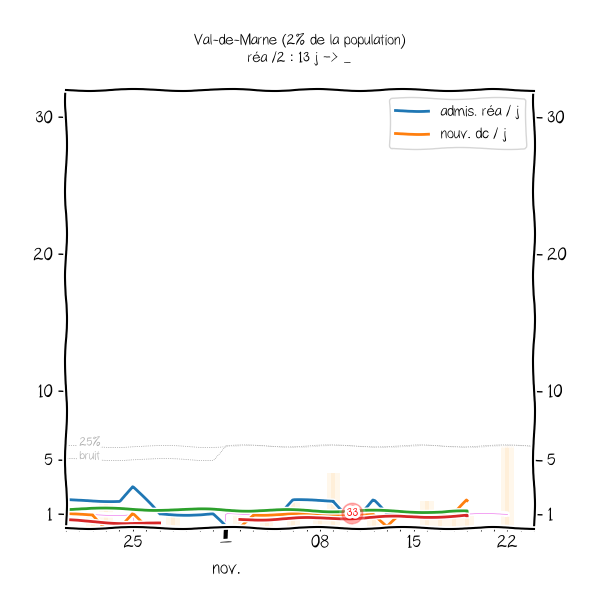 Val-de-Marne (2% de la population)
réa /2 : 13 j -> _
admis. réa / j
nouv. dc / j
30
30
20
20
10
10
25%
bruit
5
5
33
1
1
25
1
08
15
22
nov.